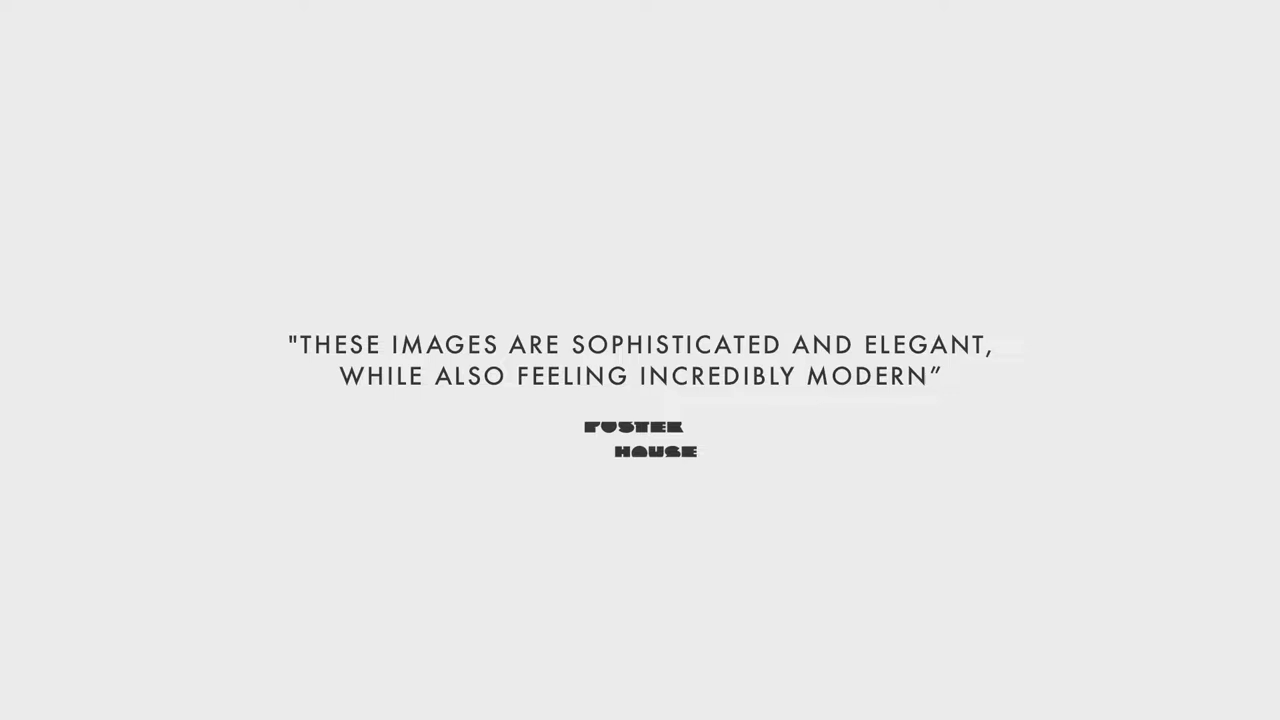 "THESE IMAGES ARE SOPHISTICATED AND ELEGANT,
WHILE ALSO FEELING INCREDIBLY MODERN”
POSTER
HOUSE